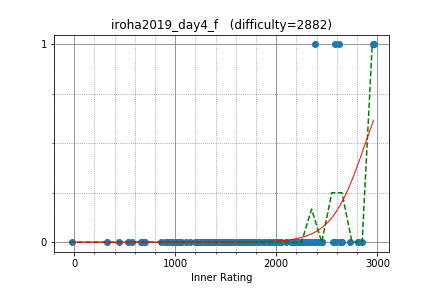 iroha2019_day4_f (difficulty=2882)
1
0
0 1000 2000 3000
Inner Rating